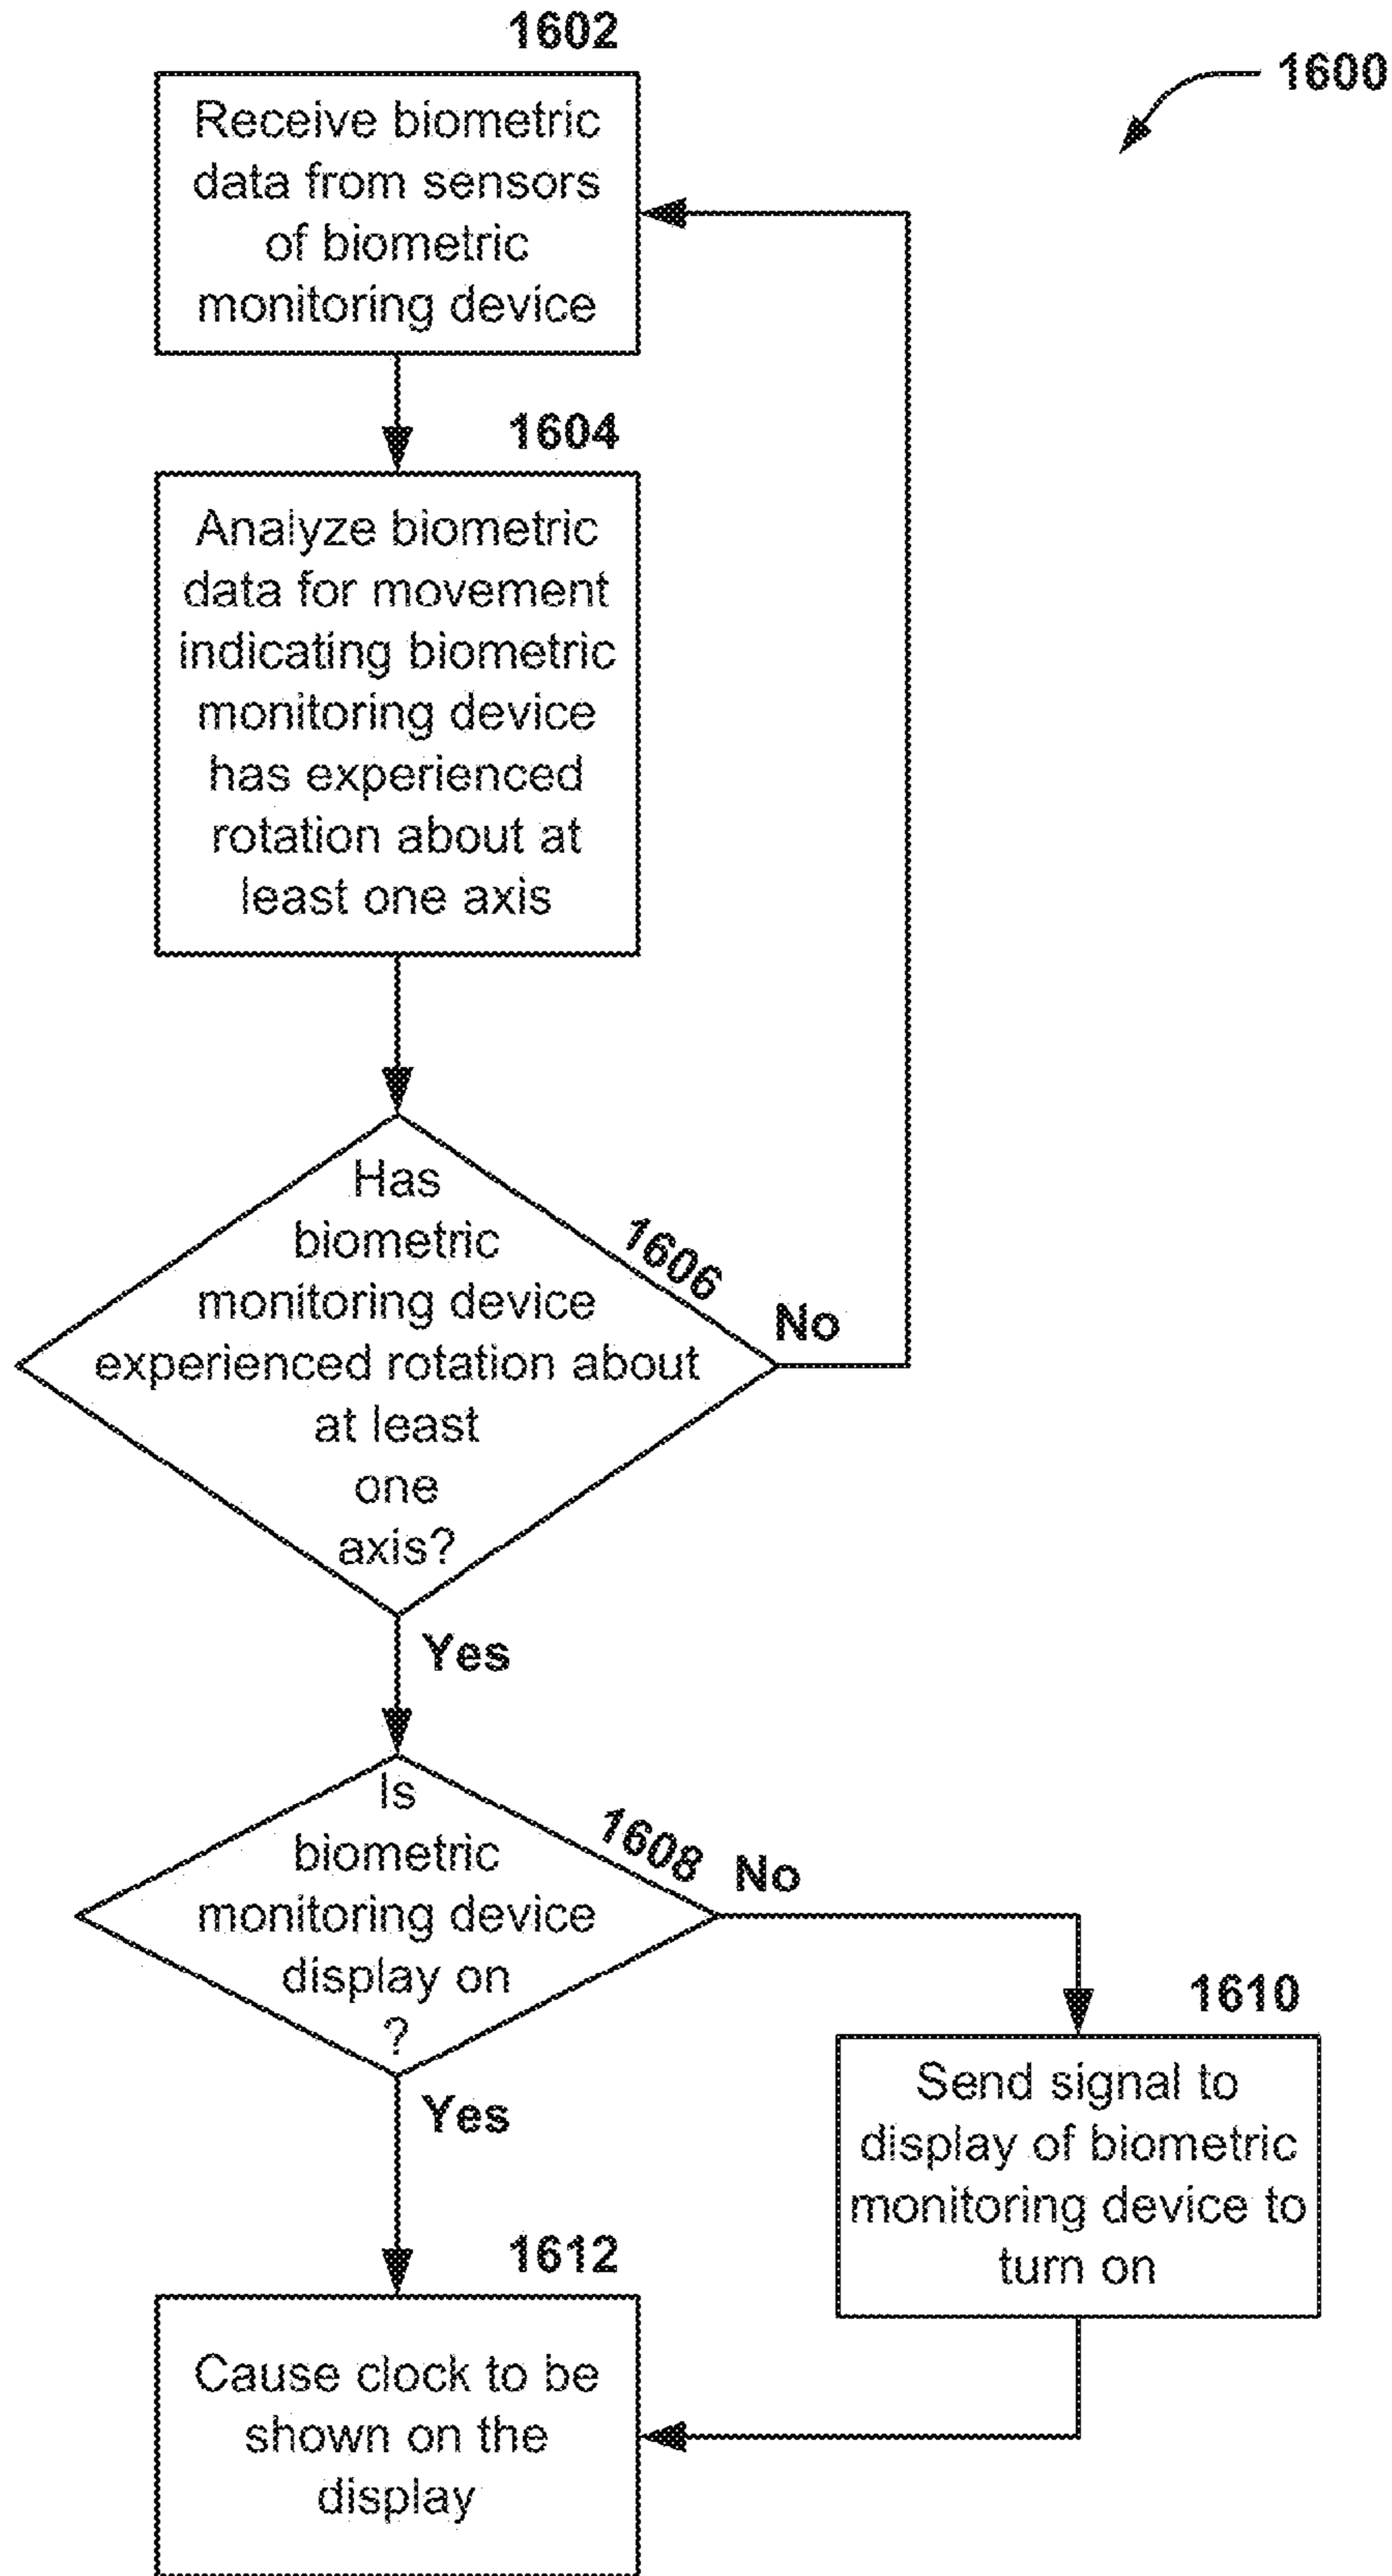 1602
1600
Receive biometric
data from sensors
of biometric
monitoring device
1604
Analyze biometric
data for movement
indicating biometric
monitoring device
has experienced
rotation about at
least one axis
Has
biometric
monitoring device
experienced rotation about
at least
one
axis?
1606
No
Yes
Is
biometric
monitoring device
display on
?
1608
No
Yes
1610
Send signal to
display of biometric
monitoring device to
turn on
1612
Cause clock to be
shown on the
display